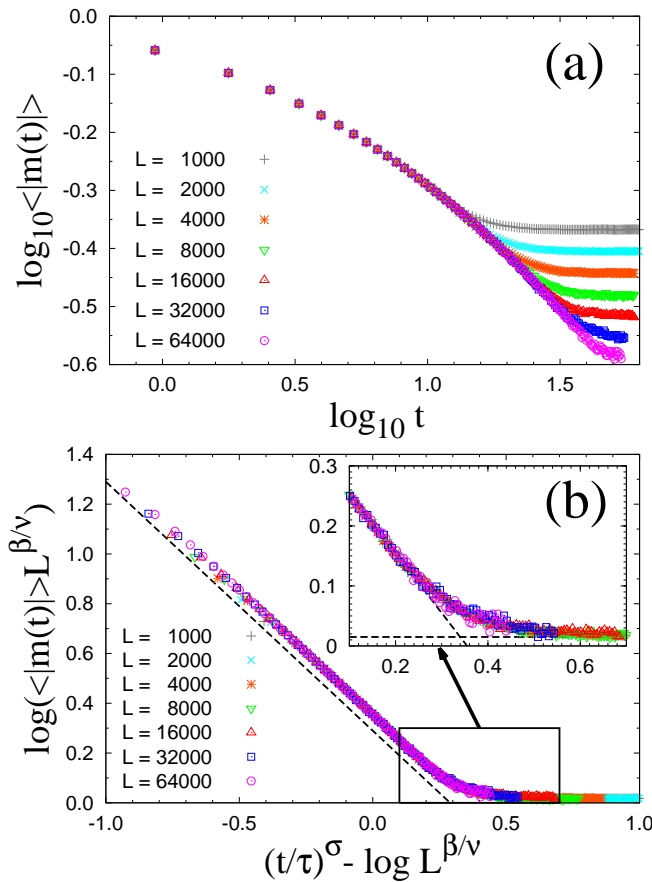 (a)
-0.0
-0.1
-0.2
-0.3
-0.4
-0.5
-0.6
log10<|m(t)|>
L = 1000
L = 2000
L = 4000
L = 8000
L = 16000
L = 32000
L = 64000
-0.0 0.5 1.0 1.5
log10 t
(b)
1.4
1.2
1.0
0.8
0.6
0.4
0.2
0.0
log(<|m(t)|>L^β/ν)
0.3
0.2
0.1
0
0.2 0.4 0.6
L = 1000
L = 2000
L = 4000
L = 8000
L = 16000
L = 32000
L = 64000
-1.0 -0.5 0.0 0.5 1.0
(t/τ)^σ - log L^β/ν